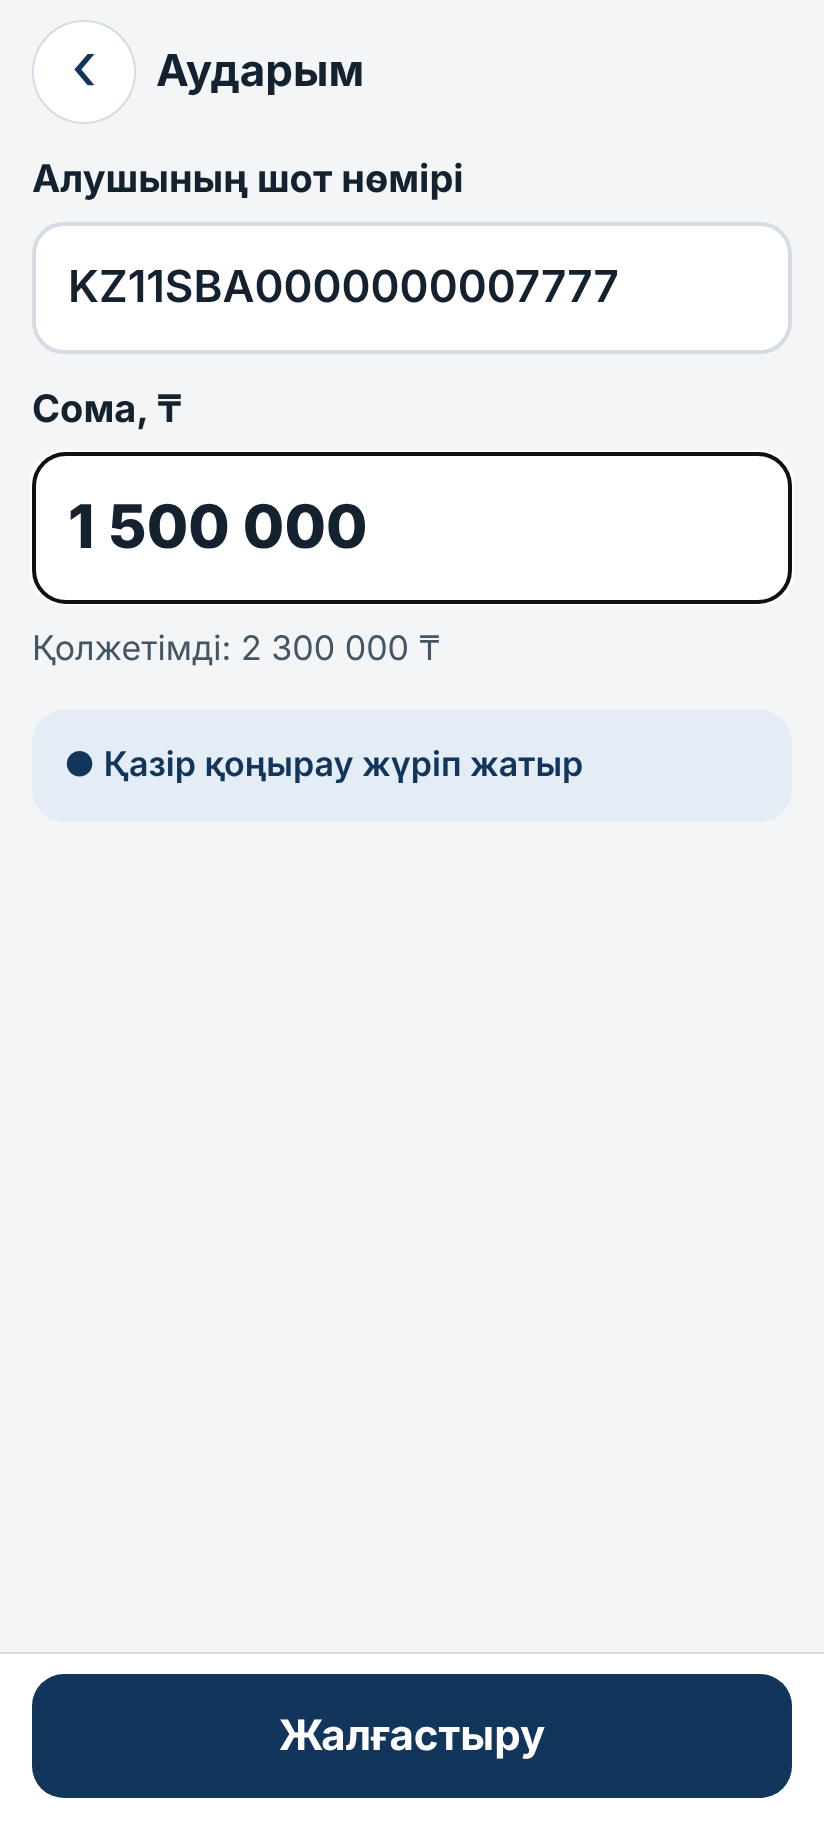 Аударым
Алушының шот нөмірі
KZ11SBA0000000007777
Сома, ₸
1 500 000
Қолжетімді: 2 300 000 ₸
Қазір қоңырау жүріп жатыр
Жалғастыру